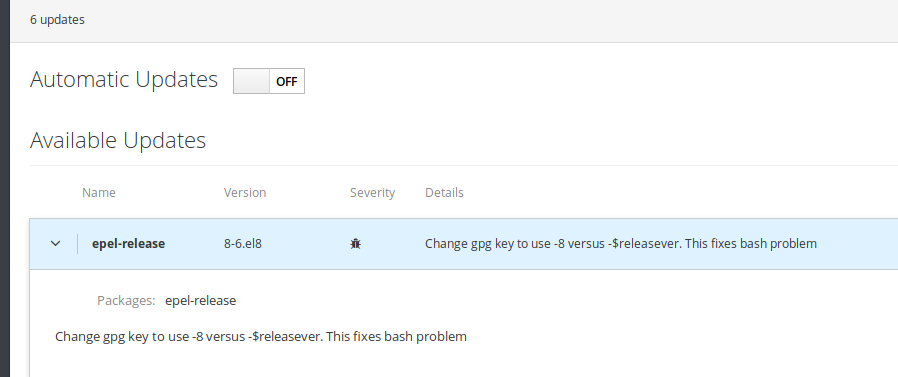 6 updates
Automatic Updates OFF
Available Updates
Name Version Severity Details
epel-release 8-6.el8 Change gpg key to use -8 versus -$releasever. This fixes bash problem
Packages: epel-release
Change gpg key to use -8 versus -$releasever. This fixes bash problem